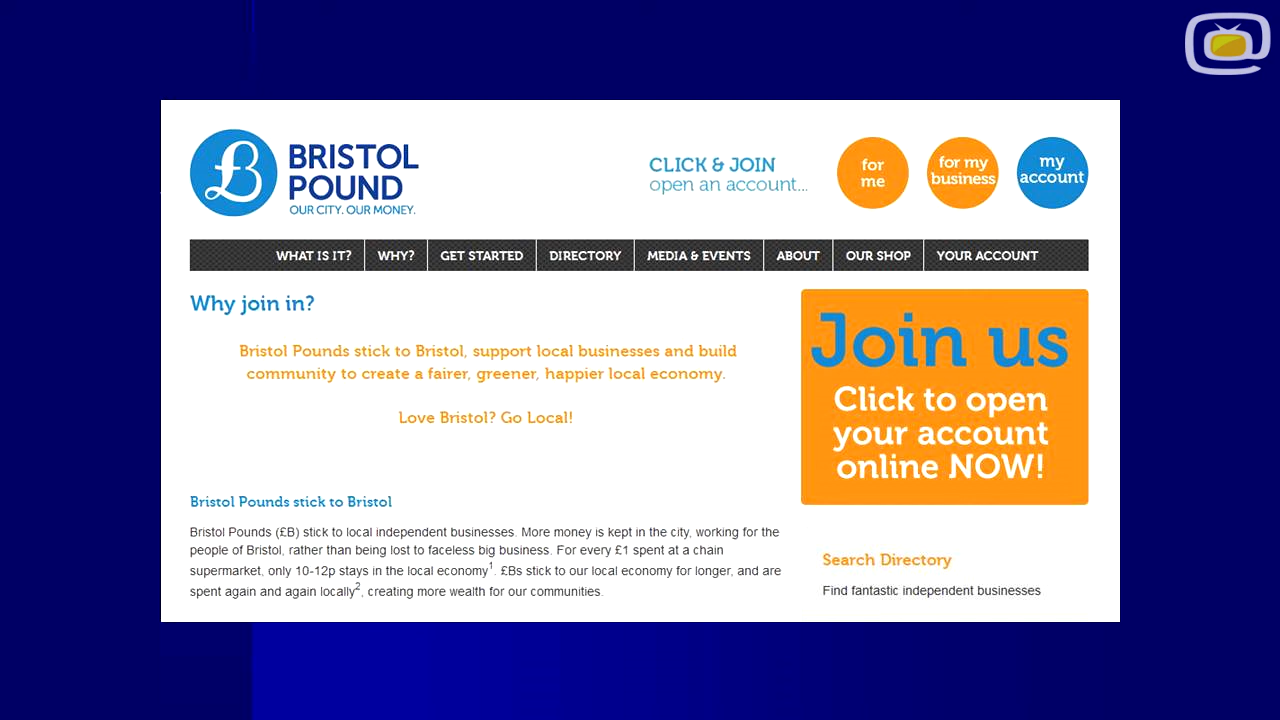 BRISTOL
POUND
OUR CITY. OUR MONEY.
CLICK & JOIN
open an account...
for
me
for my
business
my
account
WHAT IS IT? WHY? GET STARTED DIRECTORY MEDIA & EVENTS ABOUT OUR SHOP YOUR ACCOUNT
Why join in?
Bristol Pounds stick to Bristol, support local businesses and build
community to create a fairer, greener, happier local economy.
Love Bristol? Go Local!
Join us
Click to open
your account
online NOW!
Bristol Pounds stick to Bristol
Bristol Pounds (£B) stick to local independent businesses. More money is kept in the city, working for the
people of Bristol, rather than being lost to faceless big business. For every £1 spent at a chain
supermarket, only 10-12p stays in the local economy¹. £Bs stick to our local economy for longer, and are
spent again and again locally², creating more wealth for our communities.
Search Directory
Find fantastic independent businesses